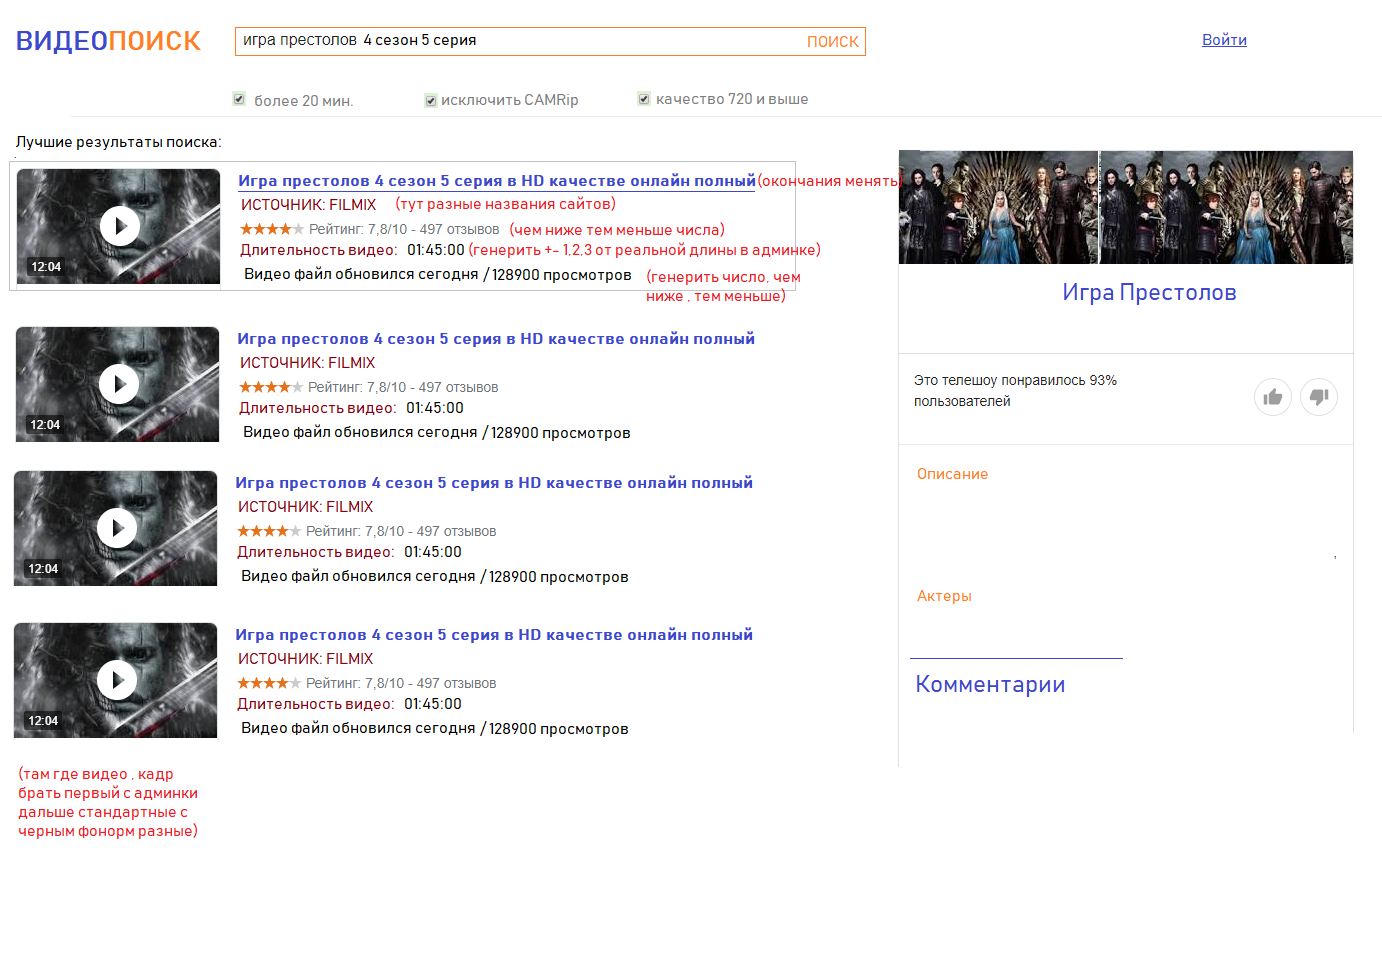 ВИДЕОПОИСК
игра престолов 4 сезон 5 серия
ПОИСК
Войти
более 20 мин.
исключить CAMRip
качество 720 и выше
Лучшие результаты поиска:
Игра престолов 4 сезон 5 серия в HD качестве онлайн полный (окончания менять)
ИСТОЧНИК: FILMIX (тут разные названия сайтов)
Рейтинг: 7,8/10 - 497 отзывов (чем ниже тем меньше числа)
Длительность видео: 01:45:00 (генерить +- 1.2.3 от реальной длины в админке)
12:04
Видео файл обновился сегодня / 128900 просмотров (генерить число, чем
ниже , тем меньше)
Игра престолов 4 сезон 5 серия в HD качестве онлайн полный
ИСТОЧНИК: FILMIX
Рейтинг: 7,8/10 - 497 отзывов
Длительность видео: 01:45:00
12:04
Видео файл обновился сегодня / 128900 просмотров
Игра престолов 4 сезон 5 серия в HD качестве онлайн полный
ИСТОЧНИК: FILMIX
Рейтинг: 7,8/10 - 497 отзывов
Длительность видео: 01:45:00
12:04
Видео файл обновился сегодня / 128900 просмотров
Игра престолов 4 сезон 5 серия в HD качестве онлайн полный
ИСТОЧНИК: FILMIX
Рейтинг: 7,8/10 - 497 отзывов
Длительность видео: 01:45:00
12:04
Видео файл обновился сегодня / 128900 просмотров
(там где видео , кадр
брать первый с админки
дальше стандартные с
черным фонорм разные)
Игра Престолов
Это телешоу понравилось 93%
пользователей
Описание
,
Актеры
Комментарии